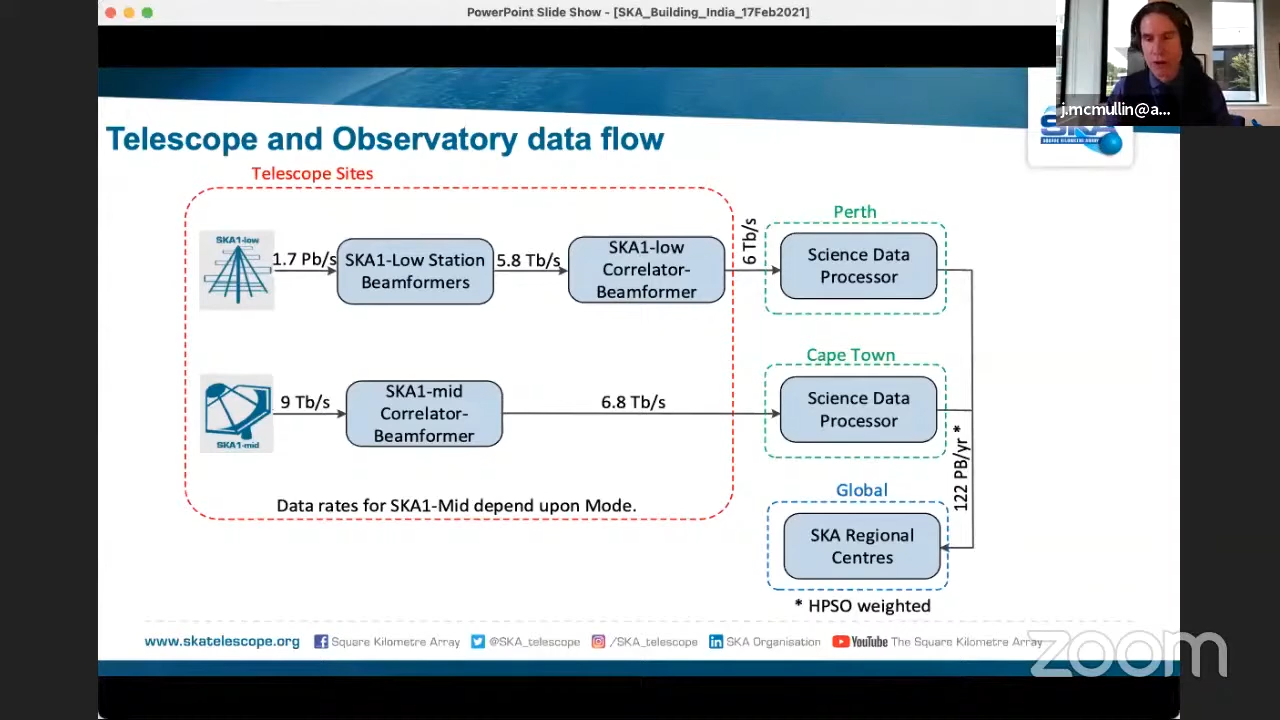 PowerPoint Slide Show - [SKA_Building_India_17Feb2021]
j.mcmullin@a...
SKA
SQUARE KILOMETRE ARRAY
Telescope and Observatory data flow
Telescope Sites
SKA1-low
1.7 Pb/s
SKA1-Low Station
Beamformers
5.8 Tb/s
SKA1-low
Correlator-
Beamformer
6 Tb/s
Perth
Science Data
Processor
SKA1-mid
9 Tb/s
SKA1-mid
Correlator-
Beamformer
6.8 Tb/s
Cape Town
Science Data
Processor
122 PB/yr *
Data rates for SKA1-Mid depend upon Mode.
Global
SKA Regional
Centres
* HPSO weighted
www.skatelescope.org Square Kilometre Array @SKA_telescope /SKA_telescope SKA Organisation YouTube The Square Kilometre Array
zoom